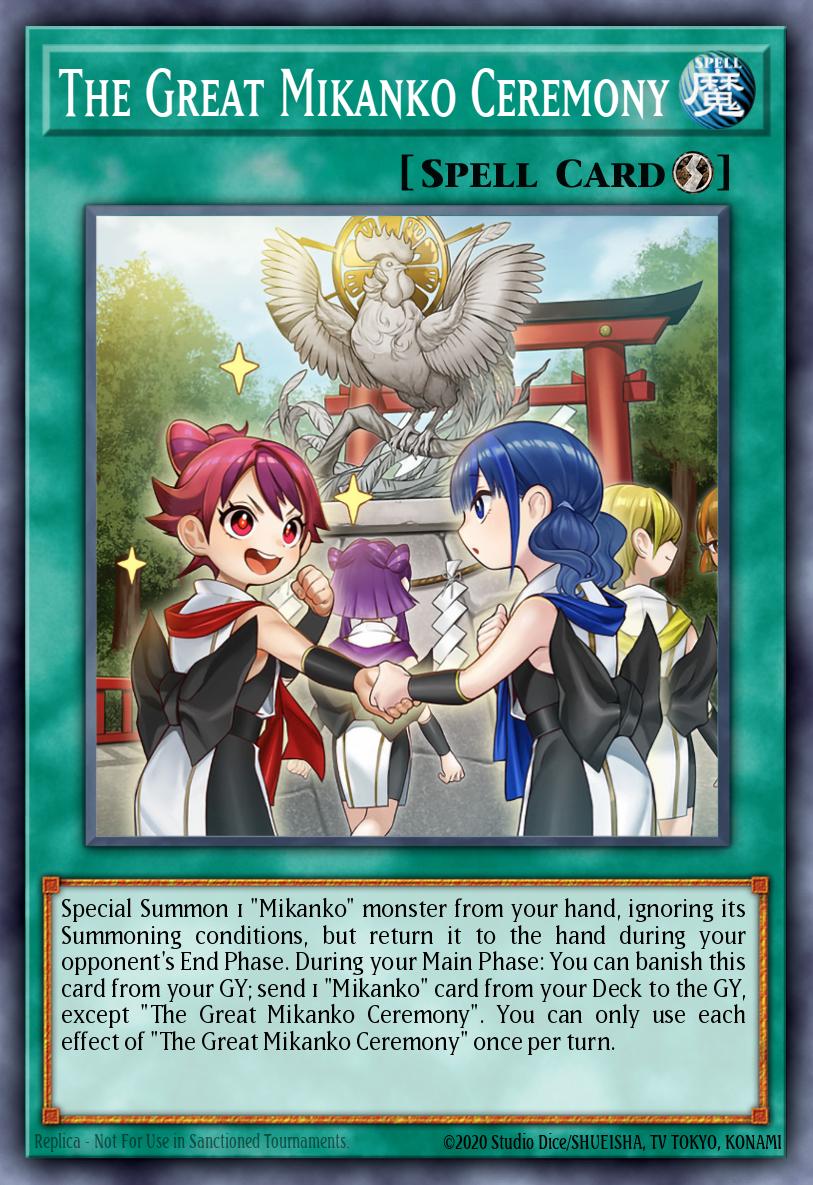 The Great Mikanko Ceremony
SPELL
魔
[Spell Card]
Special Summon 1 "Mikanko" monster from your hand, ignoring its
Summoning conditions, but return it to the hand during your
opponent's End Phase. During your Main Phase: You can banish this
card from your GY; send 1 "Mikanko" card from your Deck to the GY,
except "The Great Mikanko Ceremony". You can only use each
effect of "The Great Mikanko Ceremony" once per turn.
Replica - Not For Use in Sanctioned Tournaments.
©2020 Studio Dice/SHUEISHA, TV TOKYO, KONAMI